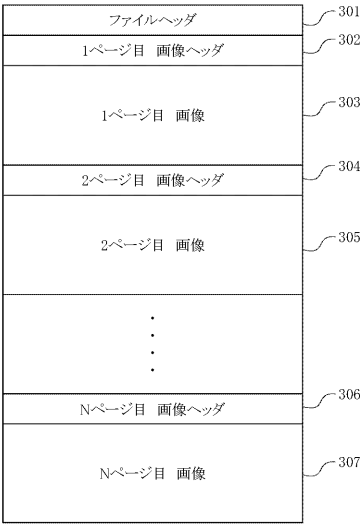 ファイルヘッダ 301
1ページ目 画像ヘッダ 302
1ページ目 画像 303
2ページ目 画像ヘッダ 304
2ページ目 画像 305
Nページ目 画像ヘッダ 306
Nページ目 画像 307